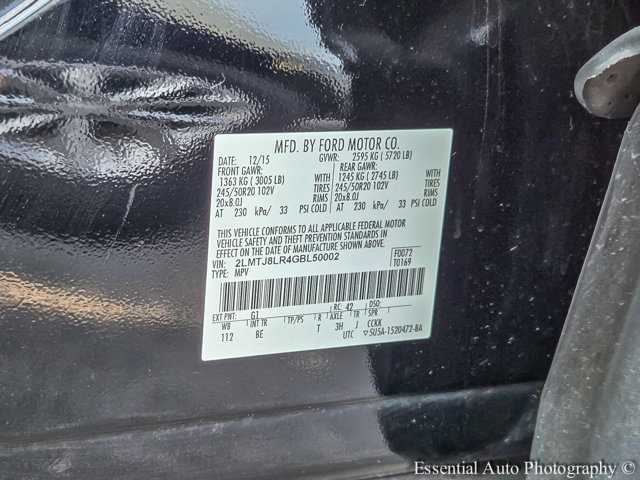 MFD. BY FORD MOTOR CO.
DATE: 12/15 GVWR: 2595 KG ( 5720 LB)
FRONT GAWR: REAR GAWR:
1363 KG ( 3005 LB) WITH 1245 KG ( 2745 LB) WITH
245/50R20 102V TIRES 245/50R20 102V TIRES
20x8.0J RIMS 20x8.0J RIMS
AT 230 kPa/ 33 PSI COLD AT 230 kPa/ 33 PSI COLD
THIS VEHICLE CONFORMS TO ALL APPLICABLE FEDERAL MOTOR
VEHICLE SAFETY AND THEFT PREVENTION STANDARDS IN
EFFECT ON THE DATE OF MANUFACTURE SHOWN ABOVE.
VIN: 2LMTJ8LR4GBL50002 F0072
TYPE: MPV T0169
EXT PNT: G1 RC: 42 DSO:
WB INT TR TP/PS R AXLE TR SPR
112 BE T 3H J CCKK
UTC ▽5U5A-1520472-BA
Essential Auto Photography ©